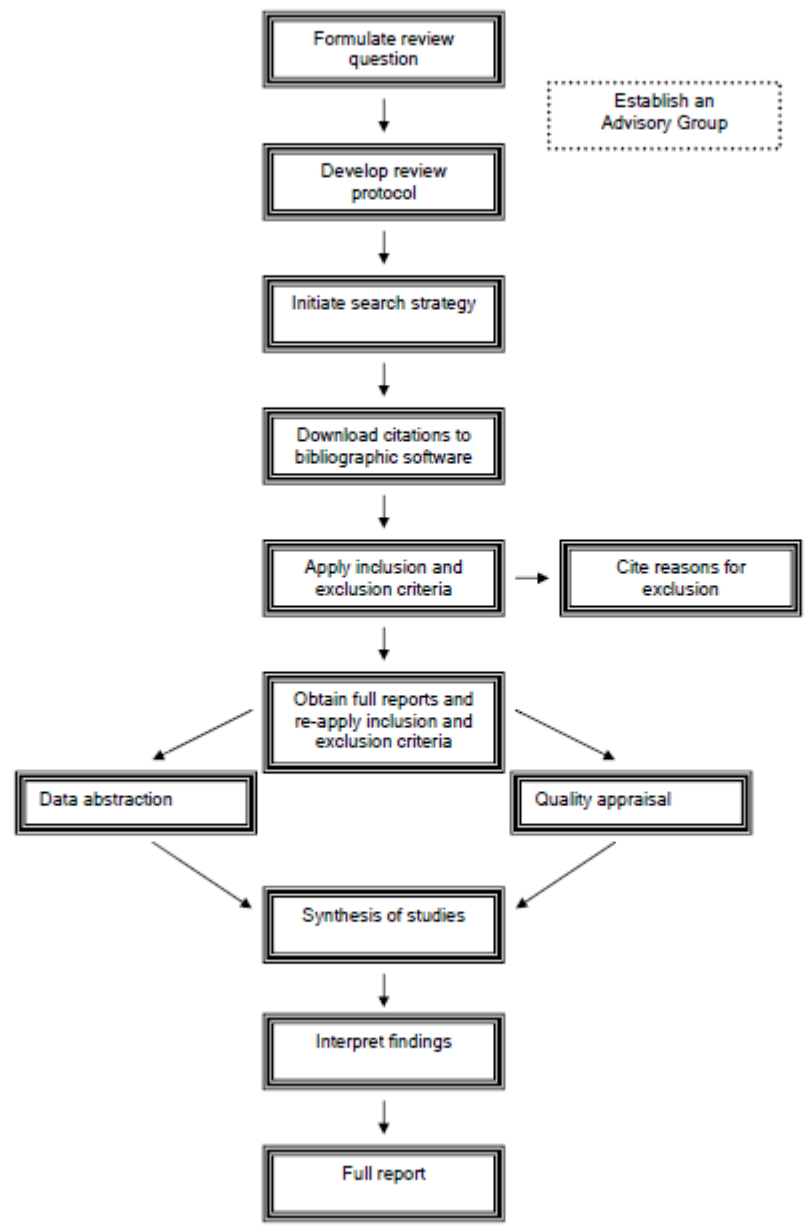 Formulate review
question
Establish an
Advisory Group
Develop review
protocol
Initiate search strategy
Download citations to
bibliographic software
Apply inclusion and
exclusion criteria
Cite reasons for
exclusion
Obtain full reports and
re-apply inclusion and
exclusion criteria
Data abstraction
Quality appraisal
Synthesis of studies
Interpret findings
Full report